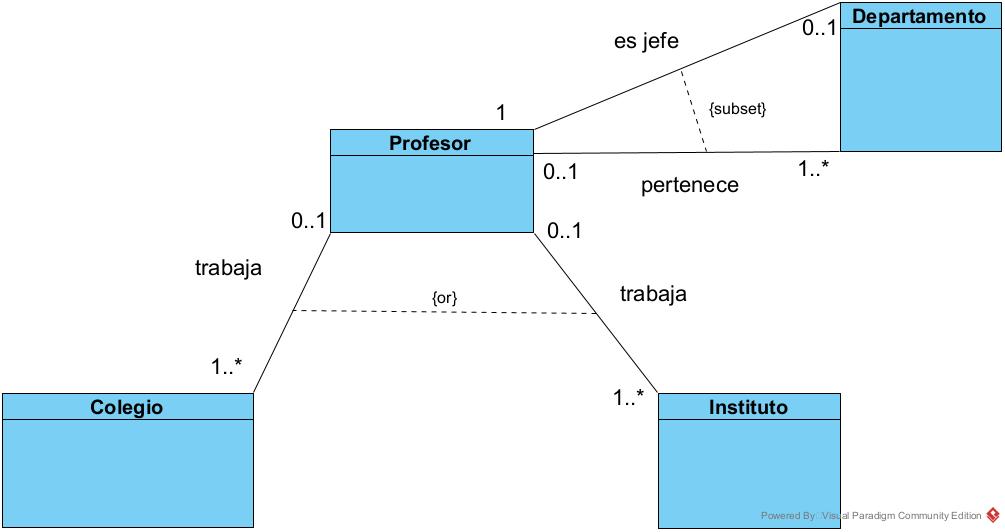 Departamento
0..1
es jefe
{subset}
1
Profesor
0..1
1..*
pertenece
0..1
0..1
trabaja
trabaja
{or}
1..*
1..*
Colegio
Instituto
Powered By Visual Paradigm Community Edition